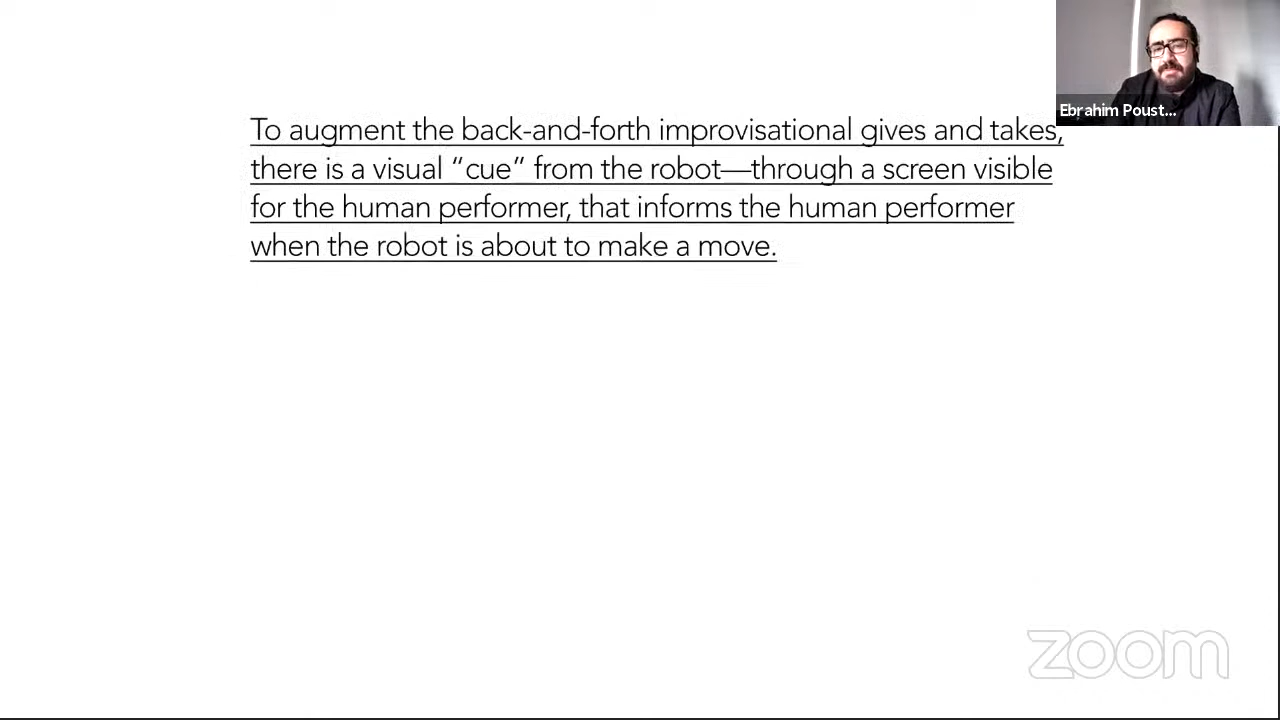 Ebrahim Poust...
To augment the back-and-forth improvisational gives and takes,
there is a visual “cue” from the robot—through a screen visible
for the human performer, that informs the human performer
when the robot is about to make a move.
zoom